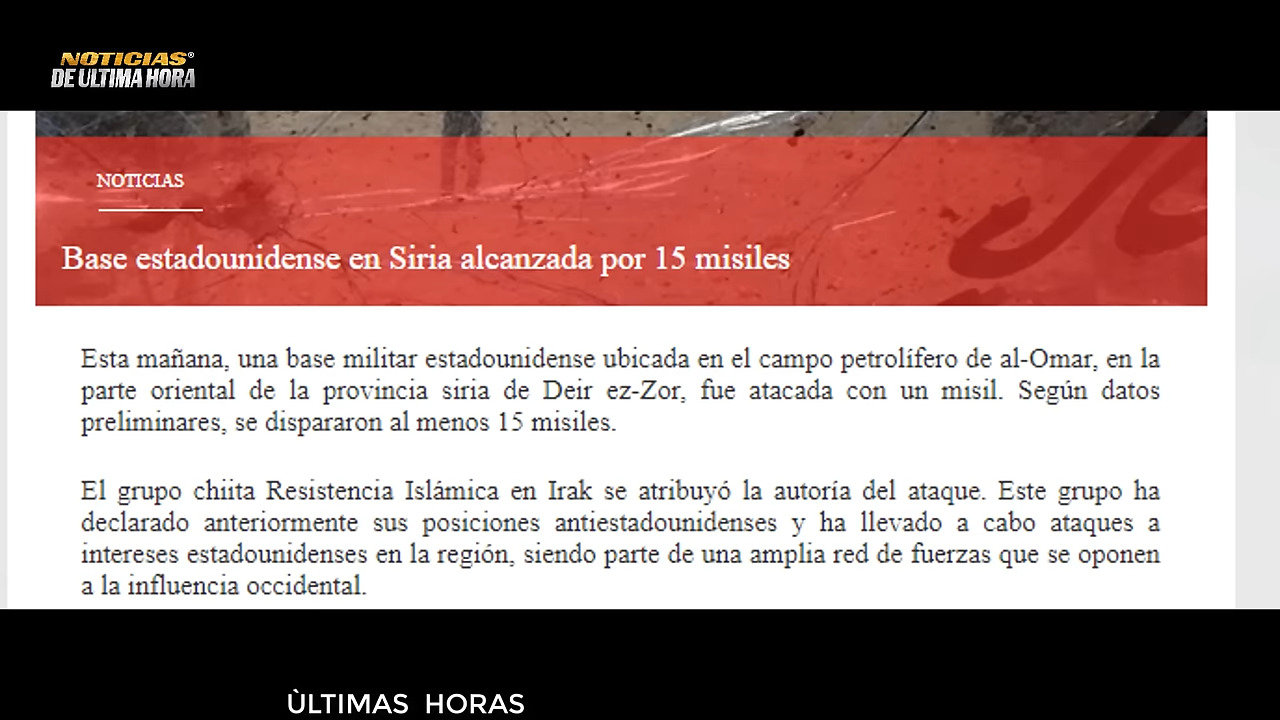 NOTICIAS®
DE ULTIMA HORA
NOTICIAS
Base estadounidense en Siria alcanzada por 15 misiles
Esta mañana, una base militar estadounidense ubicada en el campo petrolífero de al-Omar, en la
parte oriental de la provincia siria de Deir ez-Zor, fue atacada con un misil. Según datos
preliminares, se dispararon al menos 15 misiles.
El grupo chiita Resistencia Islámica en Irak se atribuyó la autoría del ataque. Este grupo ha
declarado anteriormente sus posiciones antiestadounidenses y ha llevado a cabo ataques a
intereses estadounidenses en la región, siendo parte de una amplia red de fuerzas que se oponen
a la influencia occidental.
ÙLTIMAS HORAS